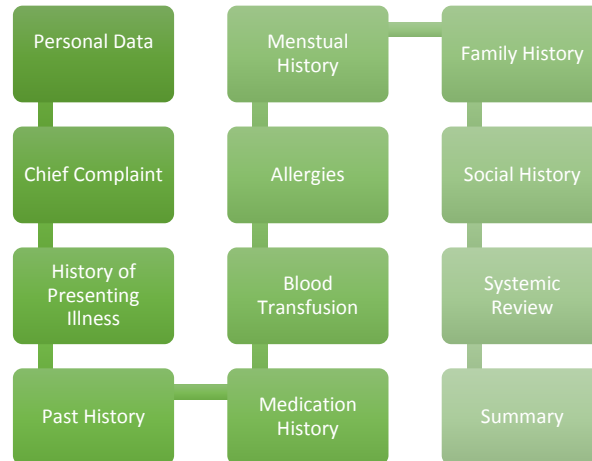 Personal Data
Chief Complaint
History of
Presenting
Illness
Past History
Medication
History
Blood
Transfusion
Allergies
Menstual
History
Family History
Social History
Systemic
Review
Summary